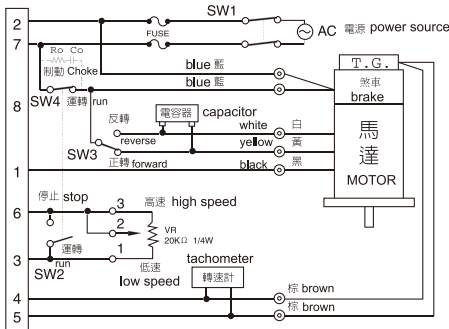 2
SW1
AC 電源 power source
FUSE
7
Ro Co
制動 Choke
blue 藍
T.G.
blue 藍
煞車
brake
SW4 運轉 run
8
電容器 capacitor
反轉
reverse
white 白
馬
SW3
yellow 黃
達
正轉 forward
1
black 黑
MOTOR
停止 stop
3 高速 high speed
6
2
VR
20KΩ 1/4W
運轉
run
1 低速
3
SW2
low speed
tachometer
轉速計
棕 brown
4
棕 brown
5